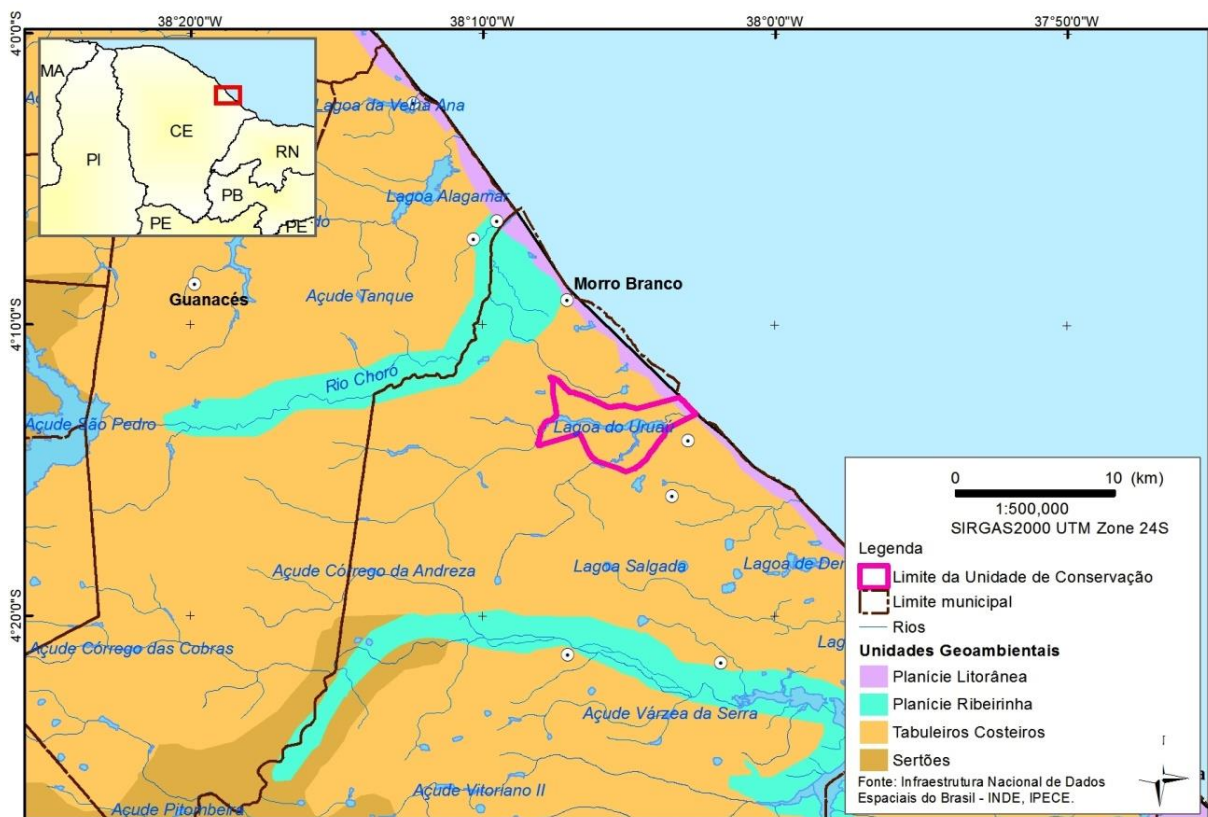 38°20'0"W
38°10'0"W
38°0'0"W
37°50'0"W
4°0'0"S
4°10'0"S
4°20'0"S
MA
PI
CE
RN
PB
PE
PE
Lagoa da Velha Ana
Lagoa Alagamar
Guanacés
Açude Tanque
Morro Branco
Rio Choró
Açude São Pedro
Lagoa do Uruaú
Açude Córrego da Andreza
Lagoa Salgada
Lagoa de Der
Açude Córrego das Cobras
Açude Várzea da Serra
Açude Vitoriano II
Açude Pitombeira
0 10 (km)
1:500,000
SIRGAS2000 UTM Zone 24S
Legenda
Limite da Unidade de Conservação
Limite municipal
Rios
Unidades Geoambientais
Planície Litorânea
Planície Ribeirinha
Tabuleiros Costeiros
Sertões
Fonte: Infraestrutura Nacional de Dados
Espaciais do Brasil - INDE, IPECE.